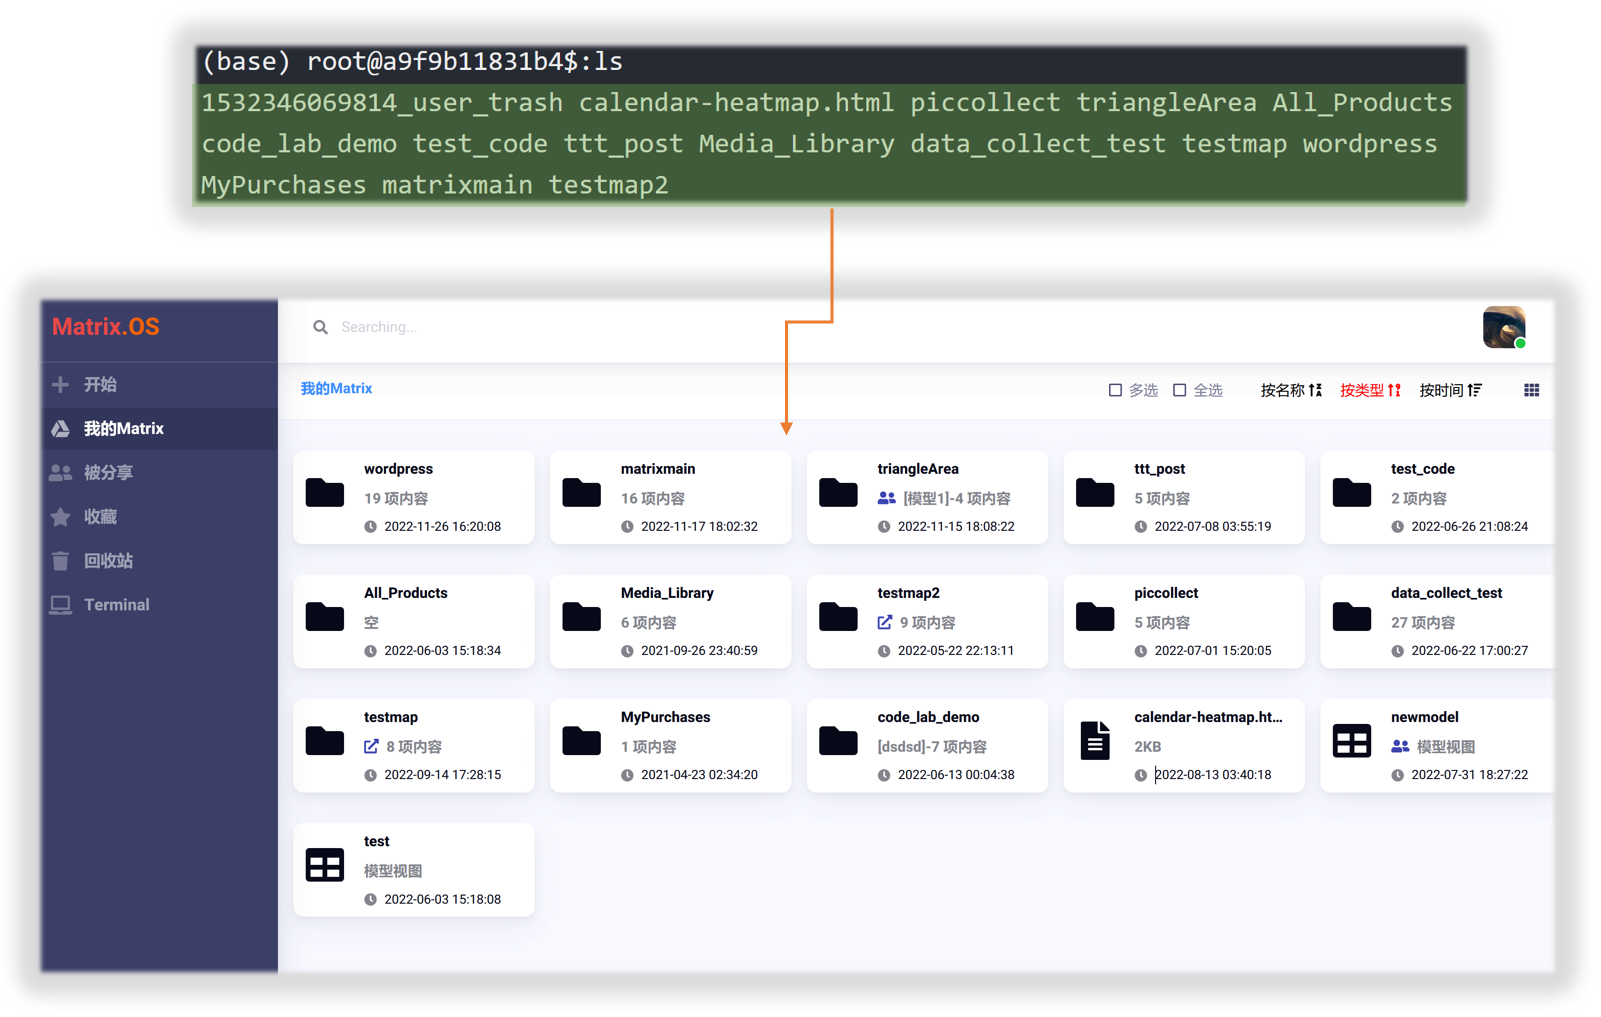 (base) root@a9f9b11831b4$:ls
1532346069814_user_trash calendar-heatmap.html piccollect triangleArea All_Products
code_lab_demo test_code ttt_post Media_Library data_collect_test testmap wordpress
MyPurchases matrixmain testmap2
Matrix.OS
Searching...
开始
我的Matrix
被分享
收藏
回收站
Terminal
我的Matrix
多选 全选 按名称 按类型 按时间
wordpress
19 项内容
2022-11-26 16:20:08
matrixmain
16 项内容
2022-11-17 18:02:32
triangleArea
[模型1]-4 项内容
2022-11-15 18:08:22
ttt_post
5 项内容
2022-07-08 03:55:19
test_code
2 项内容
2022-06-26 21:08:24
All_Products
空
2022-06-03 15:18:34
Media_Library
6 项内容
2021-09-26 23:40:59
testmap2
9 项内容
2022-05-22 22:13:11
piccollect
5 项内容
2022-07-01 15:20:05
data_collect_test
27 项内容
2022-06-22 17:00:27
testmap
8 项内容
2022-09-14 17:28:15
MyPurchases
1 项内容
2021-04-23 02:34:20
code_lab_demo
[dsdsd]-7 项内容
2022-06-13 00:04:38
calendar-heatmap.ht...
2KB
2022-08-13 03:40:18
newmodel
模型视图
2022-07-31 18:27:22
test
模型视图
2022-06-03 15:18:08